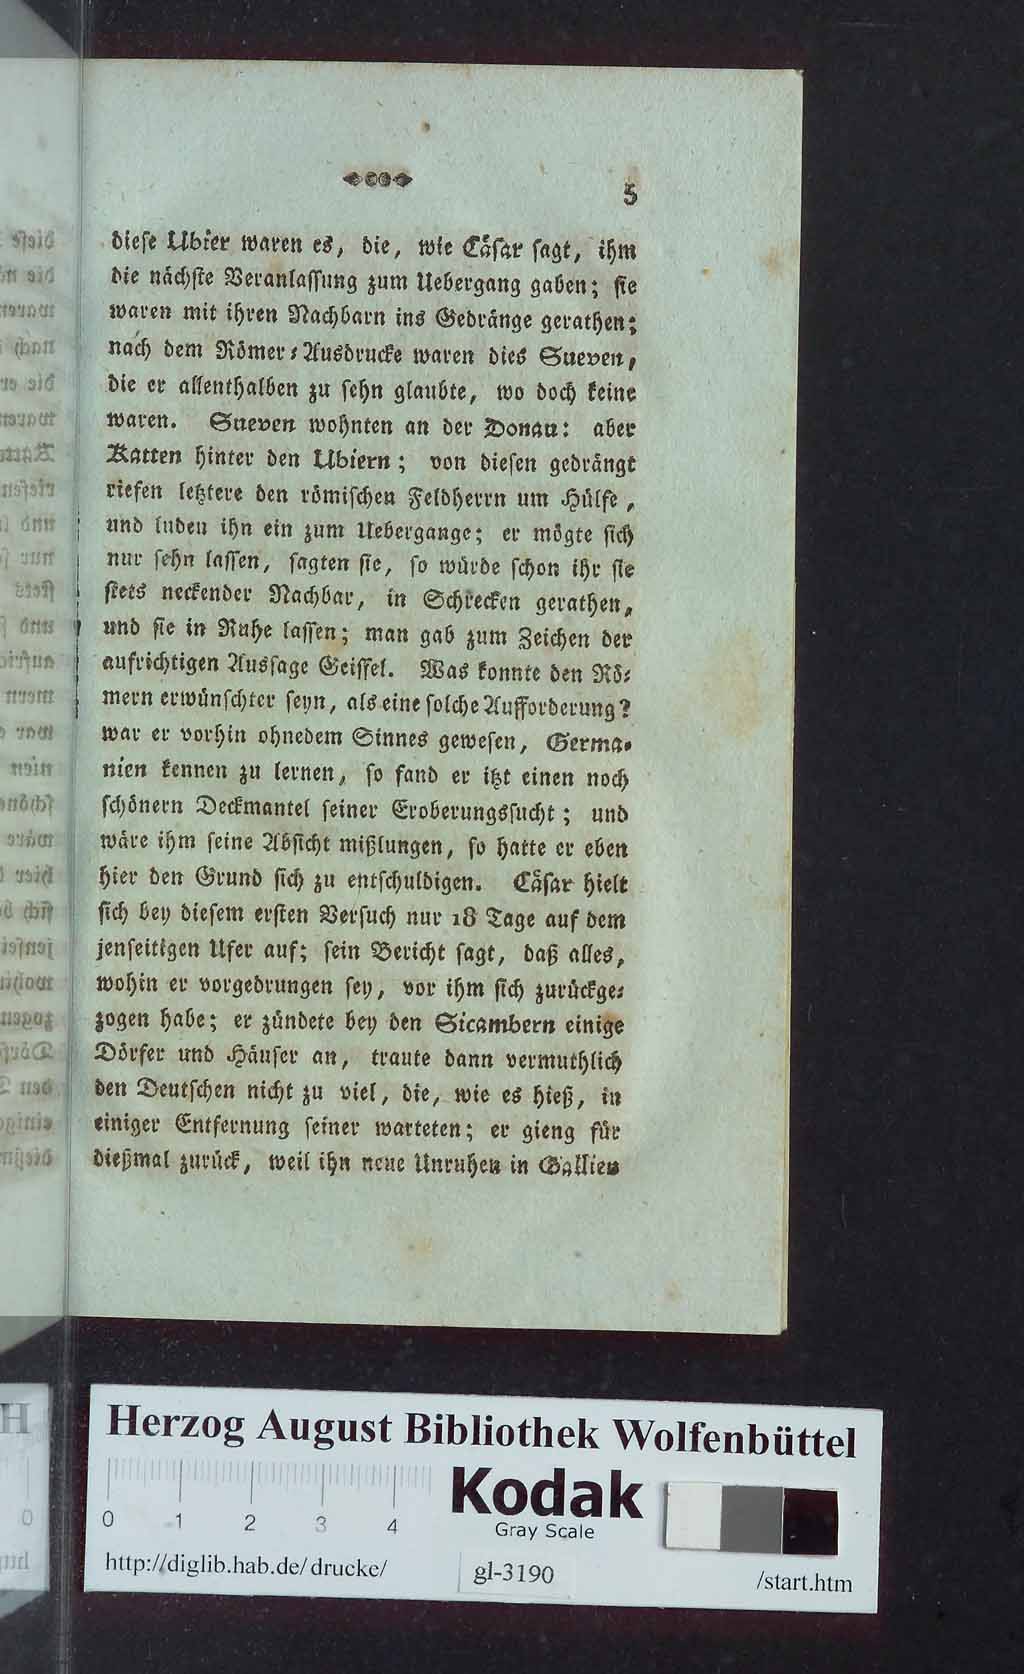 5
diese Ubier waren es, die, wie Cäsar sagt, ihm
die nächste Veranlassung zum Uebergang gaben; sie
waren mit ihren Nachbarn ins Gedränge gerathen;
nach dem Römer-Ausdrucke waren dies Sueven,
die er allenthalben zu sehn glaubte, wo doch keine
waren. Sueven wohnten an der Donau: aber
Katten hinter den Ubiern; von diesen gedrängt
riefen letztere den römischen Feldherrn um Hülfe,
und luden ihn ein zum Uebergange; er mögte sich
nur sehn lassen, sagten sie, so würde schon ihr sie
stets neckender Nachbar, in Schrecken gerathen,
und sie in Ruhe lassen; man gab zum Zeichen der
aufrichtigen Aussage Geissel. Was konnte den Rö-
mern erwünschter seyn, als eine solche Aufforderung?
war er vorhin ohnedem Sinnes gewesen, Germa-
nien kennen zu lernen, so fand er itzt einen noch
schönern Deckmantel seiner Eroberungssucht; und
wäre ihm seine Absicht mißlungen, so hatte er eben
hier den Grund sich zu entschuldigen. Cäsar hielt
sich bey diesem ersten Versuch nur 18 Tage auf dem
jenseitigen Ufer auf; sein Bericht sagt, daß alles,
wohin er vorgedrungen sey, vor ihm sich zurückge-
zogen habe; er zündete bey den Sicambern einige
Dörfer und Häuser an, traute dann vermuthlich
den Deutschen nicht zu viel, die, wie es hieß, in
einiger Entfernung seiner warteten; er gieng für
dießmal zurück, weil ihn neue Unruhen in Gallien
Herzog August Bibliothek Wolfenbüttel
Kodak
Gray Scale
0 1 2 3 4
http://diglib.hab.de/drucke/ gl-3190 /start.htm